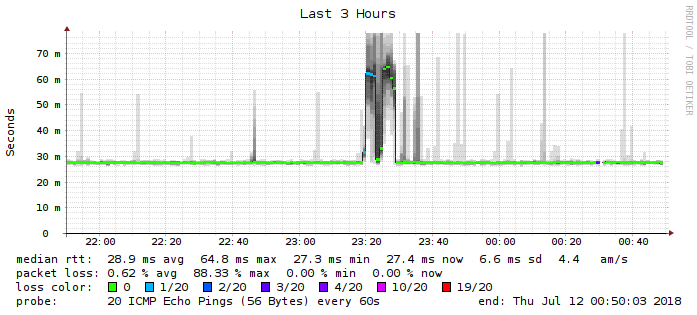 Last 3 Hours
RRDTOOL / TOBI OETIKER
Seconds
70 m
60 m
50 m
40 m
30 m
20 m
10 m
0
22:00 22:20 22:40 23:00 23:20 23:40 00:00 00:20 00:40
median rtt: 28.9 ms avg 64.8 ms max 27.3 ms min 27.4 ms now 6.6 ms sd 4.4 am/s
packet loss: 0.62 % avg 88.33 % max 0.00 % min 0.00 % now
loss color: 0 1/20 2/20 3/20 4/20 10/20 19/20
probe: 20 ICMP Echo Pings (56 Bytes) every 60s end: Thu Jul 12 00:50:03 2018